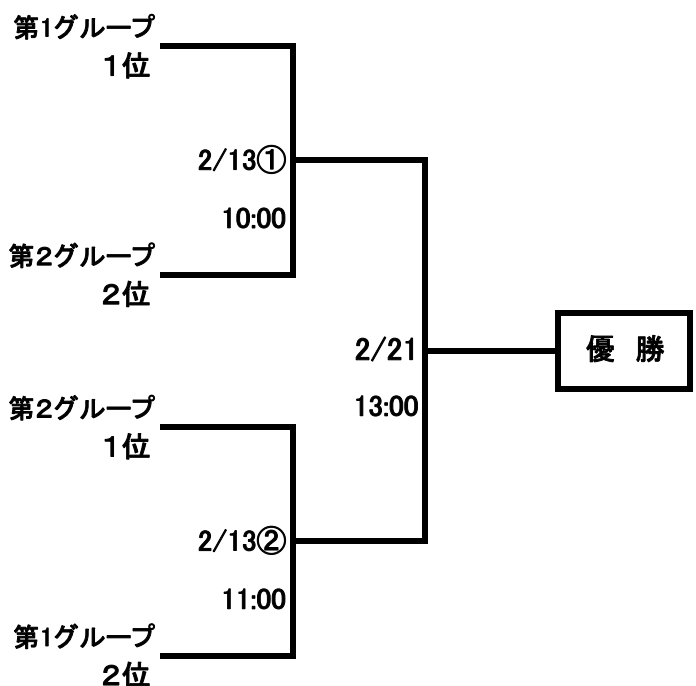 第1グループ
１位
2/13①
10:00
第２グループ
２位
2/21
13:00
優　勝
第２グループ
１位
2/13②
11:00
第1グループ
２位